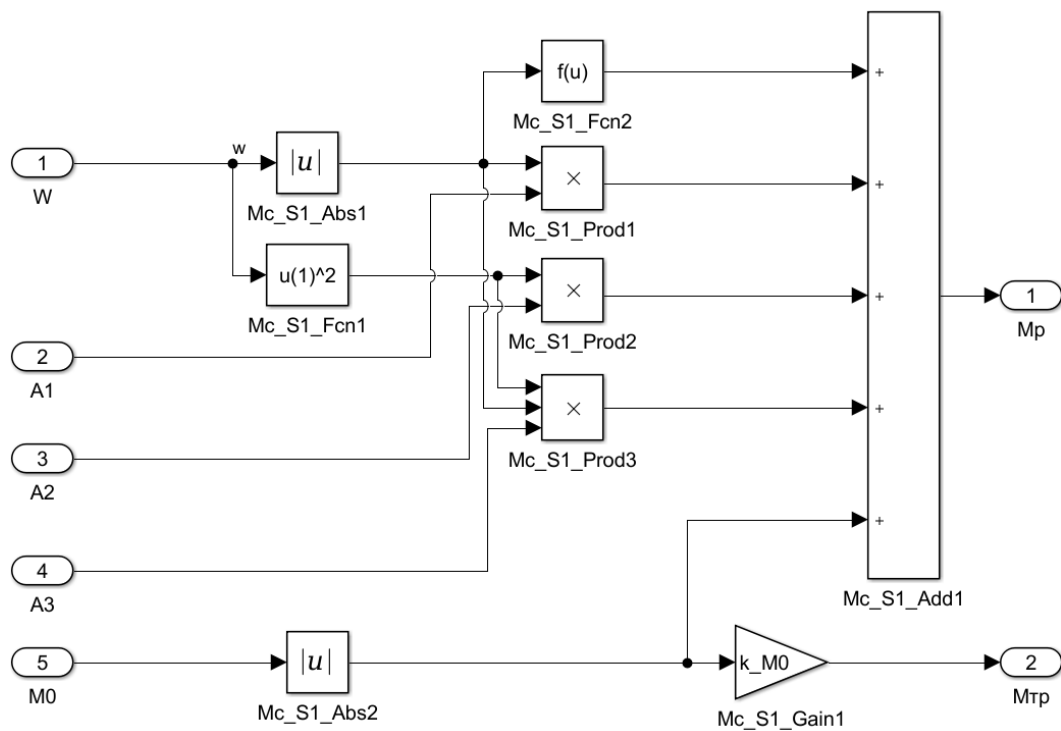 f(u)
+
Mc_S1_Fcn2
w
1
|u|
×
+
W
Mc_S1_Abs1
Mc_S1_Prod1
u(1)^2
×
+
1
Mc_S1_Fcn1
Mc_S1_Prod2
Mp
2
A1
×
+
Mc_S1_Prod3
3
A2
+
4
A3
Mc_S1_Add1
5
|u|
k_M0
2
M0
Mc_S1_Abs2
Mc_S1_Gain1
Мтр